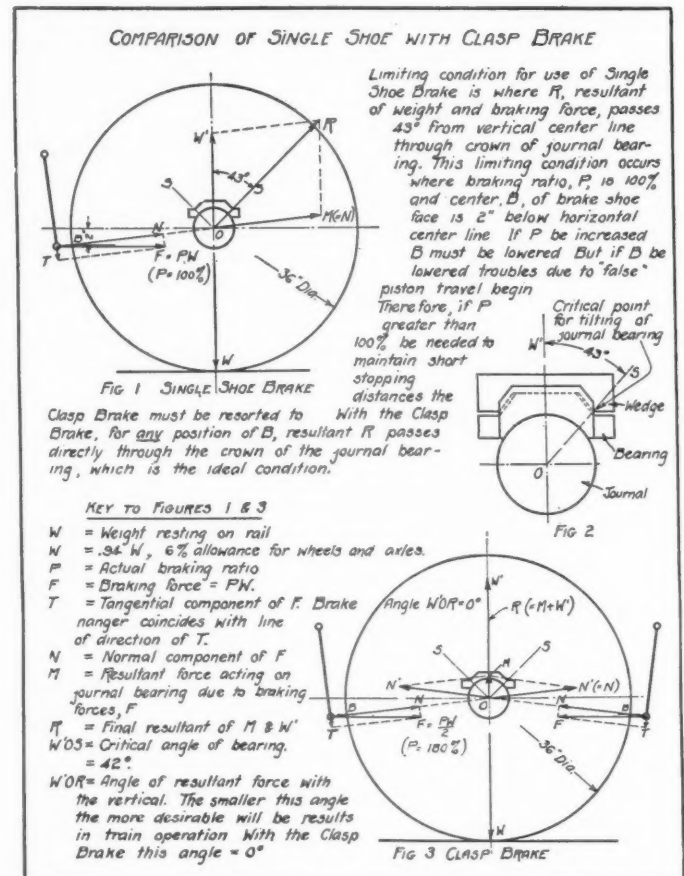 COMPARISON OF SINGLE SHOE WITH CLASP BRAKE
Limiting condition for use of Single
Shoe Brake is where R, resultant
of weight and braking force, passes
43° from vertical center line
through crown of journal bear-
ing. This limiting condition occurs
where braking ratio, P, is 100%
and center, B, of brake shoe
face is 2" below horizontal
center line If P be increased
B must be lowered But if B be
lowered troubles due to "false"
piston travel begin
Therefore, if P
greater than
100% be needed to
maintain short
stopping
distances the
Clasp Brake must be resorted to With the Clasp
Brake, for any position of B, resultant R passes
directly through the crown of the journal bear-
ing, which is the ideal condition.
W'
R
43°
S
S
M(=N)
O
B
2"
N
T
F = PW
(P = 100%)
36" Dia.
W
FIG 1 SINGLE SHOE BRAKE
Critical point
for tilting of
journal bearing
W'
43°
S
Wedge
Bearing
O
Journal
FIG 2
KEY TO FIGURES 1 & 3
W = Weight resting on rail
W = .94 W, 6% allowance for wheels and axles.
P = Actual braking ratio
F = Braking force = PW.
T = Tangential component of F. Brake
hanger coincides with line
of direction of T.
N = Normal component of F
M = Resultant force acting on
journal bearing due to braking
forces, F
R = Final resultant of M & W'
W'OS = Critical angle of bearing.
= 42°.
W'OR = Angle of resultant force with
the vertical. The smaller this angle
the more desirable will be results
in train operation With the Clasp
Brake this angle = 0°
W'
Angle W'OR = 0°
R (= M + W')
S
M
S
N'
N'(=N)
O
B
N
N
B
T
F = PW/2
F
T
(P = 180%)
36" Dia.
W
FIG 3 CLASP BRAKE